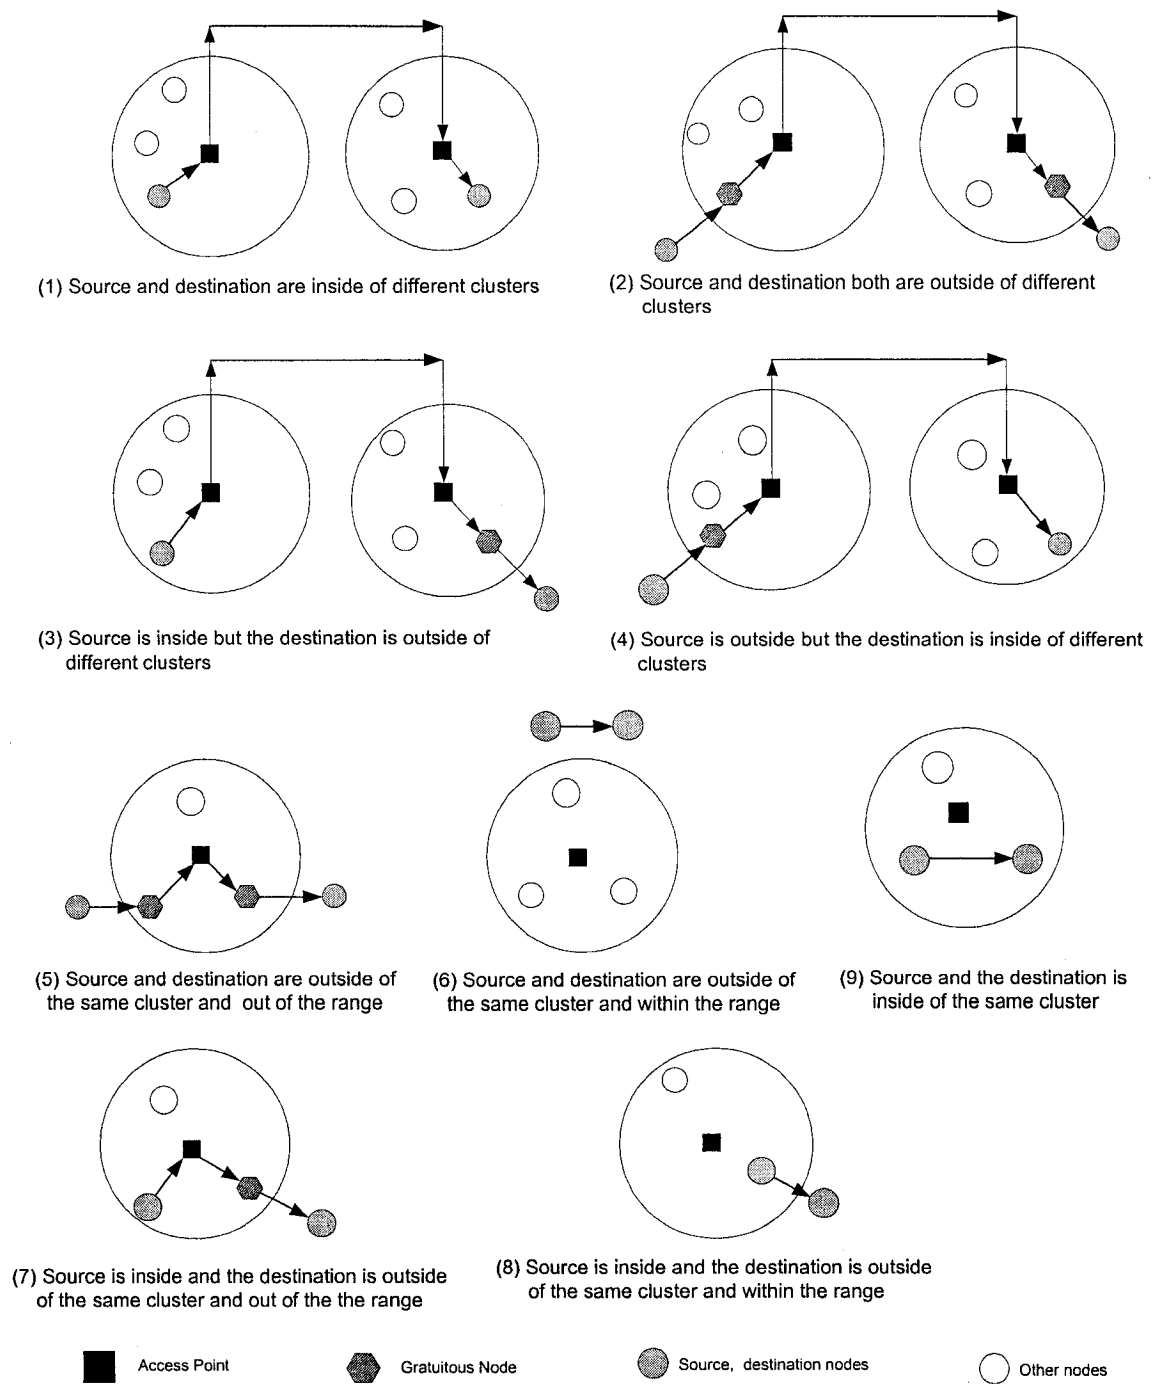 (1) Source and destination are inside of different clusters
(2) Source and destination both are outside of different
clusters
(3) Source is inside but the destination is outside of
different clusters
(4) Source is outside but the destination is inside of different
clusters
(5) Source and destination are outside of
the same cluster and out of the range
(6) Source and destination are outside of
the same cluster and within the range
(9) Source and the destination is
inside of the same cluster
(7) Source is inside and the destination is outside
of the same cluster and out of the the range
(8) Source is inside and the destination is outside
of the same cluster and within the range
Access Point
Gratuitous Node
Source, destination nodes
Other nodes